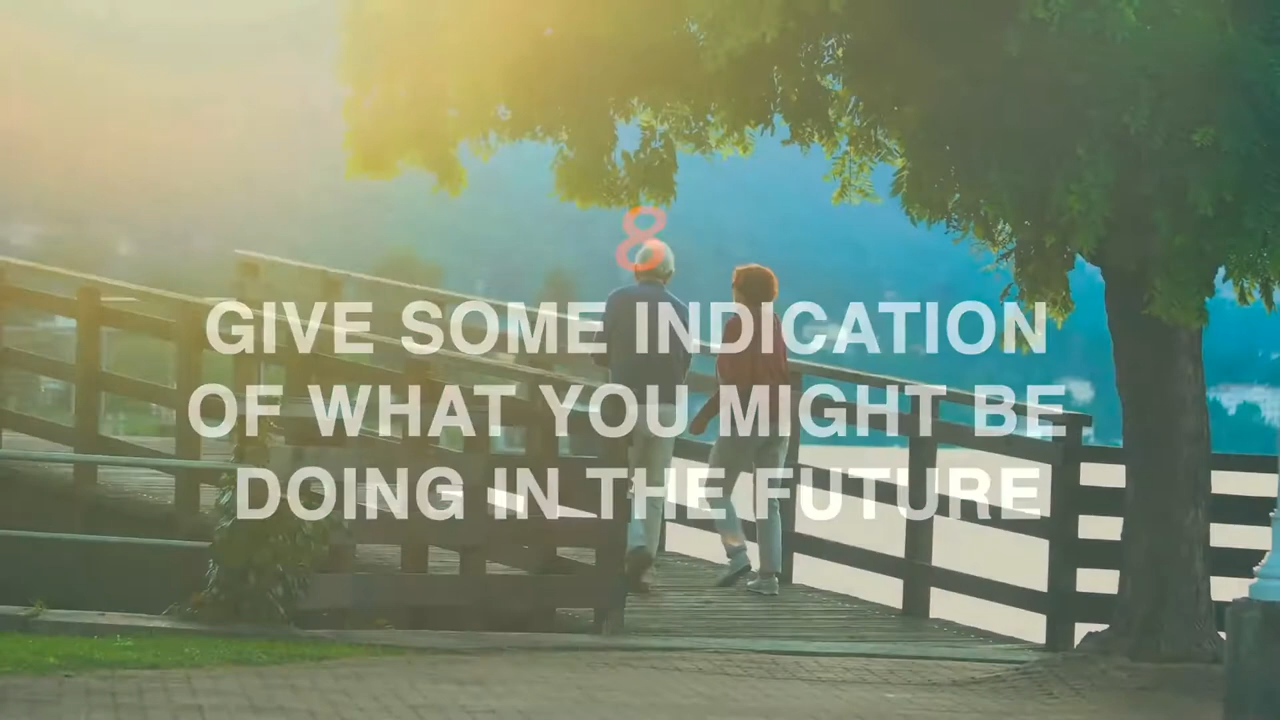 8
GIVE SOME INDICATION
OF WHAT YOU MIGHT BE
DOING IN THE FUTURE